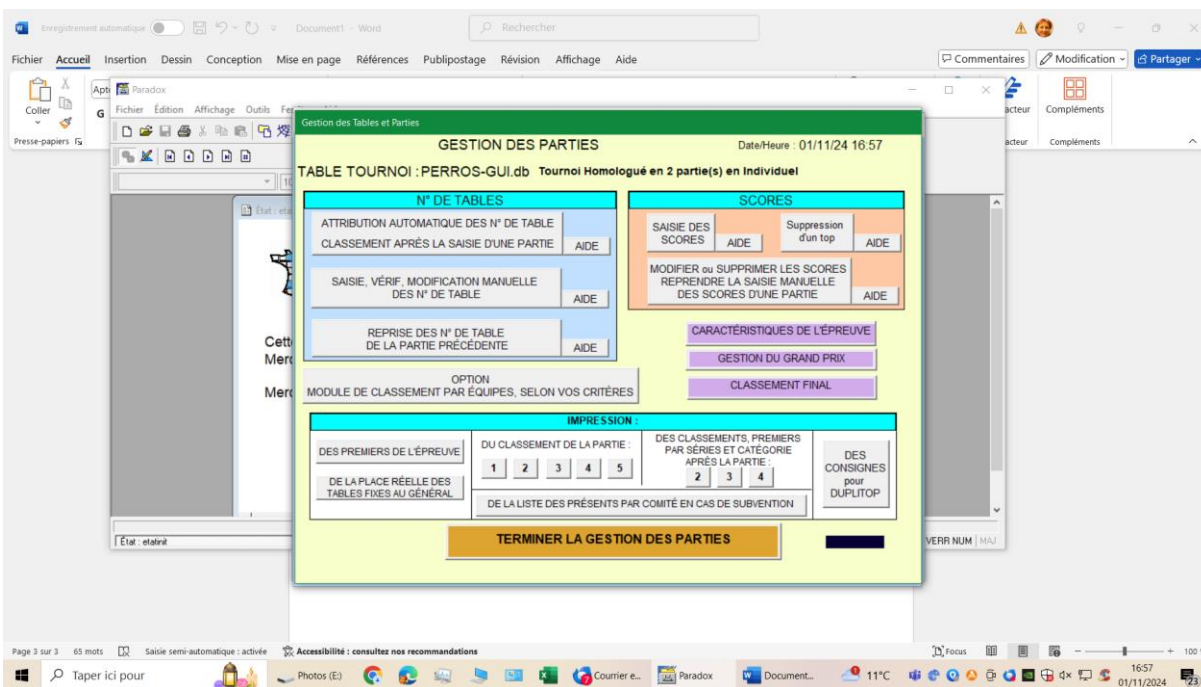 Enregistrement automatique
Document1 - Word
Rechercher
Fichier Accueil Insertion Dessin Conception Mise en page Références Publipostage Révision Affichage Aide
Commentaires
Modification
Partager
Coller
Presse-papiers
G
Compléments
Compléments
Paradox
Fichier Édition Affichage Outils
Gestion des Tables et Parties
GESTION DES PARTIES
Date/Heure : 01/11/24 16:57
TABLE TOURNOI : PERROS-GUI.db Tournoi Homologué en 2 partie(s) en Individuel
N° DE TABLES
ATTRIBUTION AUTOMATIQUE DES N° DE TABLE
CLASSEMENT APRÈS LA SAISIE D'UNE PARTIE
AIDE
SAISIE, VÉRIF, MODIFICATION MANUELLE
DES N° DE TABLE
AIDE
REPRISE DES N° DE TABLE
DE LA PARTIE PRÉCÉDENTE
AIDE
SCORES
SAISIE DES
SCORES
AIDE
Suppression
d'un top
AIDE
MODIFIER ou SUPPRIMER LES SCORES
REPRENDRE LA SAISIE MANUELLE
DES SCORES D'UNE PARTIE
AIDE
CARACTÉRISTIQUES DE L'ÉPREUVE
GESTION DU GRAND PRIX
CLASSEMENT FINAL
OPTION
MODULE DE CLASSEMENT PAR ÉQUIPES, SELON VOS CRITÈRES
IMPRESSION :
DES PREMIERS DE L'ÉPREUVE
DE LA PLACE RÉELLE DES
TABLES FIXES AU GÉNÉRAL
DU CLASSEMENT DE LA PARTIE :
1 2 3 4 5
DES CLASSEMENTS, PREMIERS
PAR SÉRIES ET CATÉGORIE
APRÈS LA PARTIE :
2 3 4
DE LA LISTE DES PRÉSENTS PAR COMITÉ EN CAS DE SUBVENTION
DES
CONSIGNES
pour
DUPLITOP
TERMINER LA GESTION DES PARTIES
État : etatinit
VERR NUM MAJ
Page 3 sur 3 65 mots Saisie semi-automatique : activée Accessibilité : consultez nos recommandations
Focus
Taper ici pour
Photos (E:)
Courrier e...
Paradox
Document...
11°C
16:57
01/11/2024
23